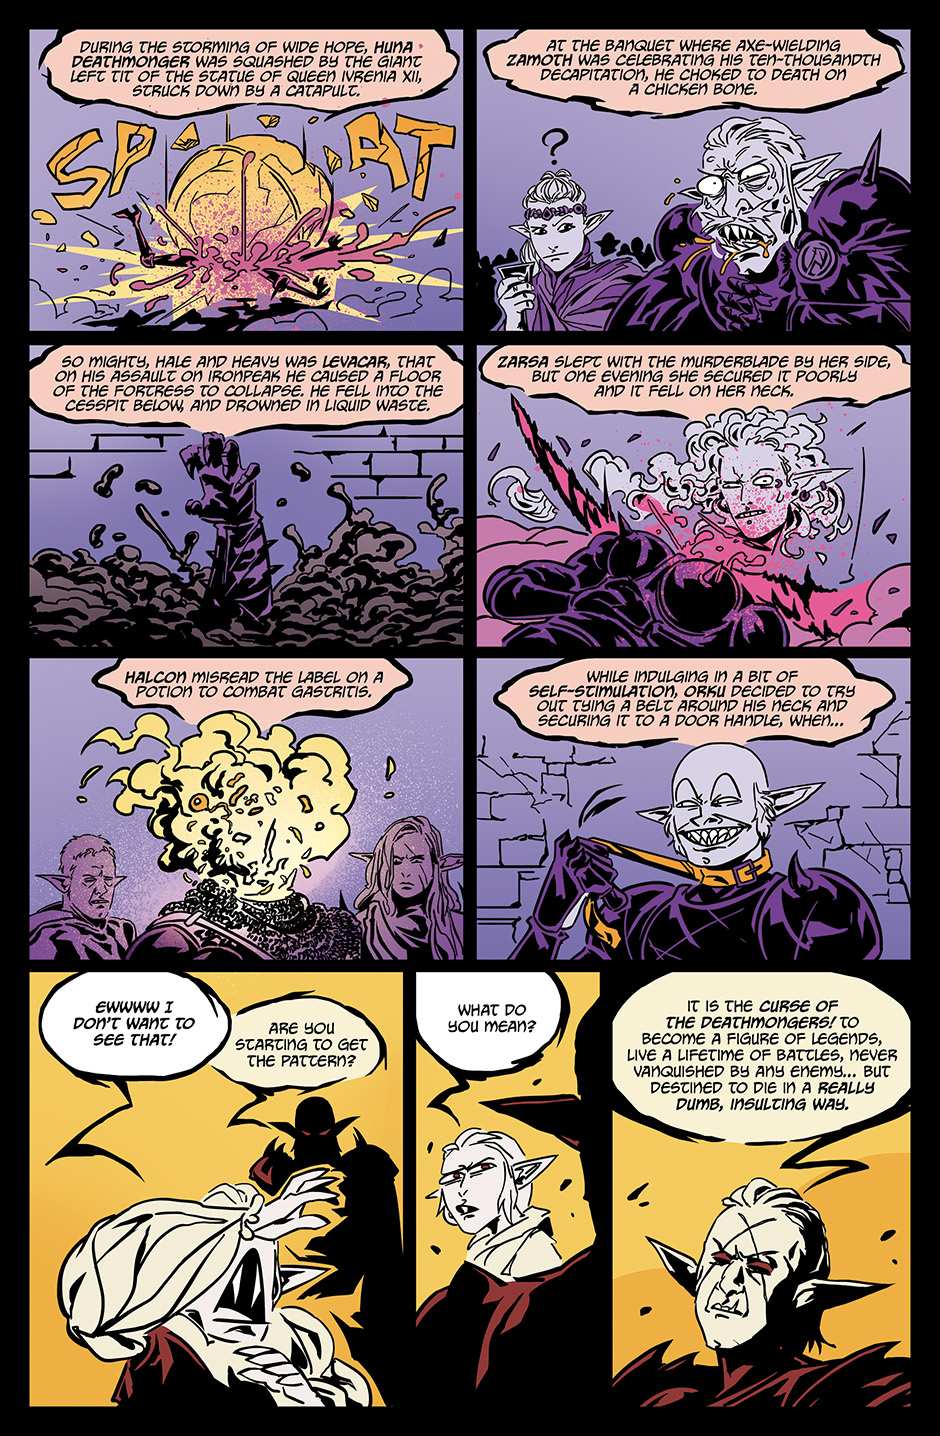 DURING THE STORMING OF WIDE HOPE, HUNA
DEATHMONGER WAS SQUASHED BY THE GIANT
LEFT TIT OF THE STATUE OF QUEEN IVRENIA XII,
STRUCK DOWN BY A CATAPULT.
SPLAT
AT THE BANQUET WHERE AXE-WIELDING
ZAMOTH WAS CELEBRATING HIS TEN-THOUSANDTH
DECAPITATION, HE CHOKED TO DEATH ON
A CHICKEN BONE.
?
SO MIGHTY, HALE AND HEAVY WAS LEVACAR, THAT
ON HIS ASSAULT ON IRONPEAK HE CAUSED A FLOOR
OF THE FORTRESS TO COLLAPSE. HE FELL INTO THE
CESSPIT BELOW, AND DROWNED IN LIQUID WASTE.
ZARSA SLEPT WITH THE MURDERBLADE BY HER SIDE,
BUT ONE EVENING SHE SECURED IT POORLY
AND IT FELL ON HER NECK.
HALCON MISREAD THE LABEL ON A
POTION TO COMBAT GASTRITIS.
WHILE INDULGING IN A BIT OF
SELF-STIMULATION, ORKU DECIDED TO TRY
OUT TYING A BELT AROUND HIS NECK AND
SECURING IT TO A DOOR HANDLE, WHEN...
EWWWW I
DON'T WANT TO
SEE THAT!
ARE YOU
STARTING TO GET
THE PATTERN?
WHAT DO
YOU MEAN?
IT IS THE CURSE OF
THE DEATHMONGERS! TO
BECOME A FIGURE OF LEGENDS,
LIVE A LIFETIME OF BATTLES, NEVER
VANQUISHED BY ANY ENEMY... BUT
DESTINED TO DIE IN A REALLY
DUMB, INSULTING WAY.